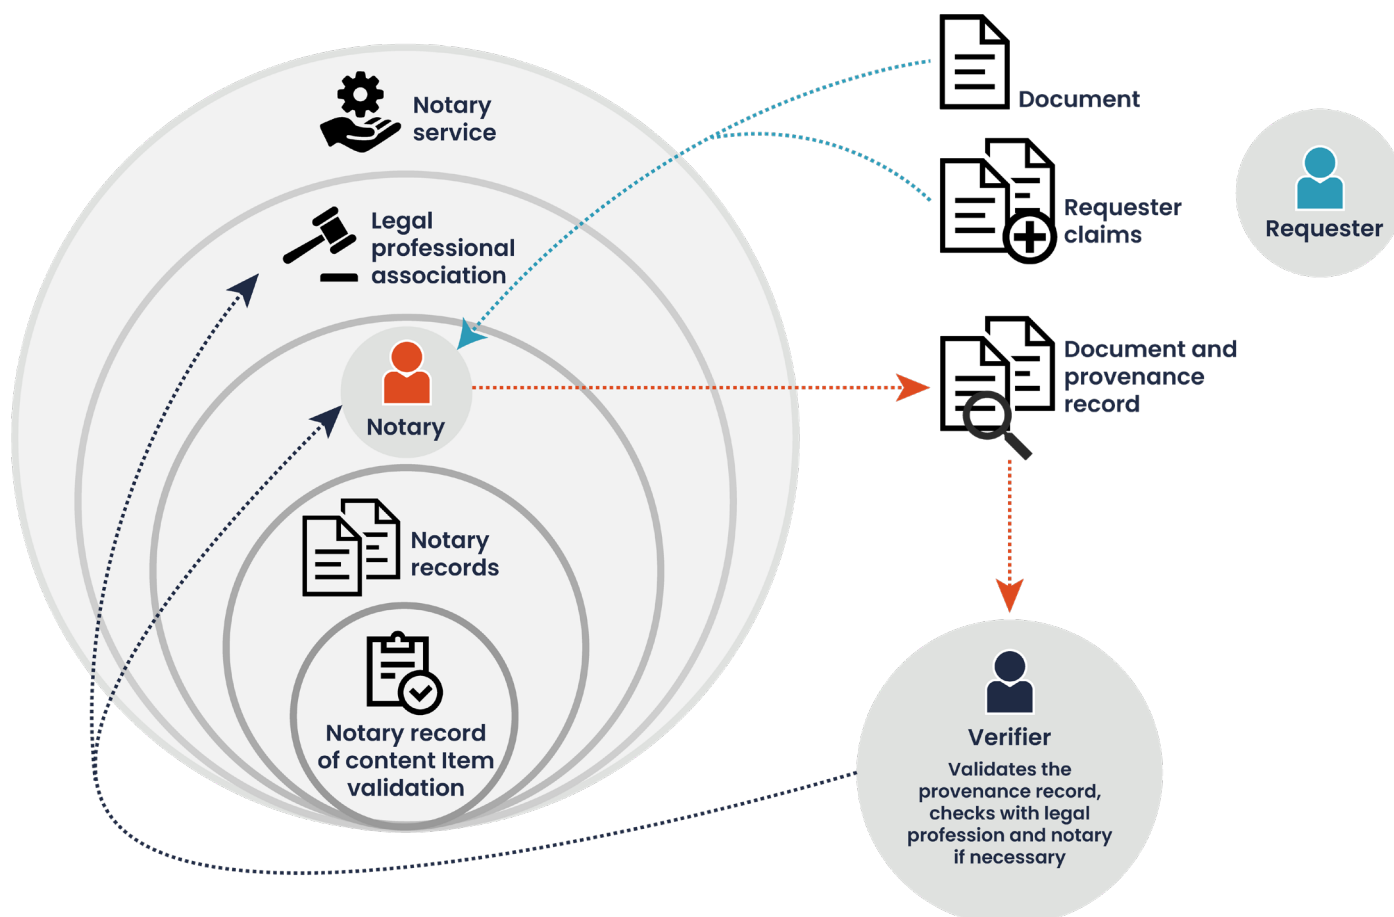 Notary
service
Legal
professional
association
Notary
Notary
records
Notary record
of content Item
validation
Document
Requester
claims
Requester
Document and
provenance
record
Verifier
Validates the
provenance record,
checks with legal
profession and notary
if necessary